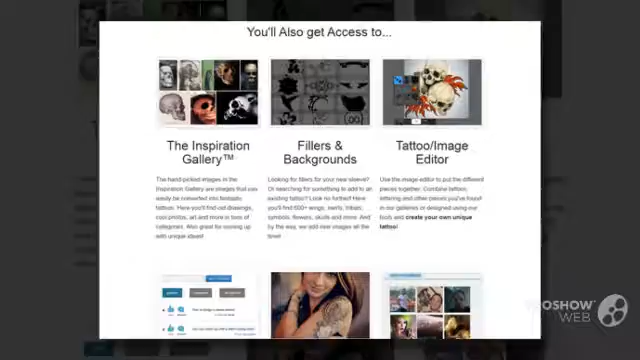 You'll Also get Access to...
The Inspiration
Gallery™
The hand-picked images in the
Inspiration Gallery are images that can
easily be converted into fantastic
tattoos. Here you'll find old drawings,
cool photos, art and more in tons of
categories. Also great for coming up
with unique ideas!
Fillers &
Backgrounds
Looking for fillers for your new sleeve?
Or searching for something to add to an
existing tattoo? Look no further! Here
you'll find 500+ wings, swirls, tribals,
symbols, flowers, skulls and more. And
by the way, we add new images all the
time!
Tattoo/Image
Editor
Use the image editor to put the different
pieces together. Combine tattoos,
lettering and other pieces you've found
in our galleries or designed using our
tools and create your own unique
tattoo!
PROSHOW™
WEB